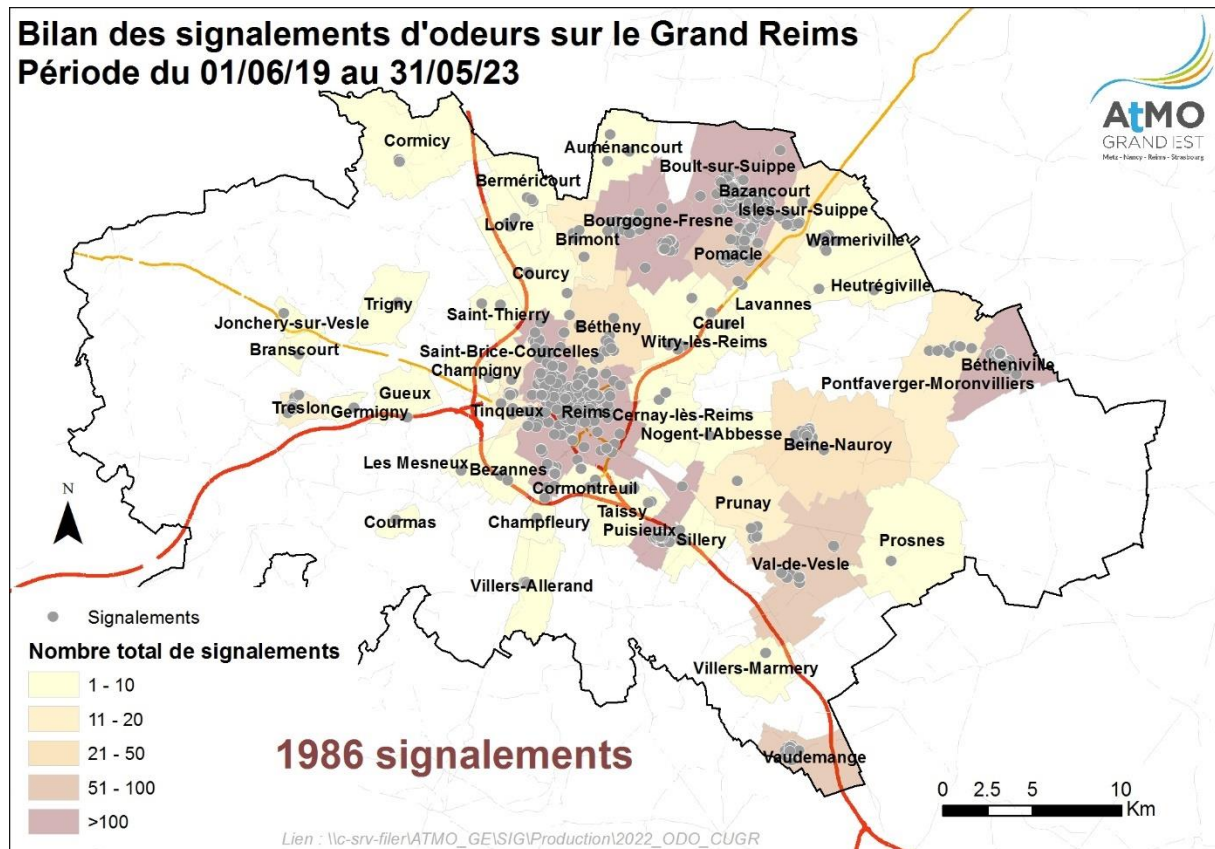 Bilan des signalements d'odeurs sur le Grand Reims
Période du 01/06/19 au 31/05/23
AtMO
GRAND EST
Metz - Nancy - Reims - Strasbourg
Cormicy
Auménancourt
Boult-sur-Suippe
Berméricourt
Bazancourt
Isles-sur-Suippe
Loivre
Bourgogne-Fresne
Brimont
Warmeriville
Pomacle
Courcy
Heutrégiville
Trigny
Lavannes
Saint-Thierry
Caurel
Jonchery-sur-Vesle
Bétheny
Witry-lès-Reims
Branscourt
Saint-Brice-Courcelles
Bétheniville
Champigny
Pontfaverger-Moronvilliers
Gueux
Treslon
Germigny
Tinqueux
Reims
Cernay-lès-Reims
Nogent-l'Abbesse
Beine-Nauroy
Les Mesneux
Bezannes
Cormontreuil
Prunay
Taissy
Courmas
Champfleury
Puisieulx
Sillery
Prosnes
Val-de-Vesle
Villers-Allerand
Villers-Marmery
Vaudemange
N
Signalements
Nombre total de signalements
1 - 10
11 - 20
21 - 50
51 - 100
>100
1986 signalements
0 2.5 5 10
Km
Lien : \\c-srv-filer\ATMO_GE\SIG\Production\2022_ODO_CUGR